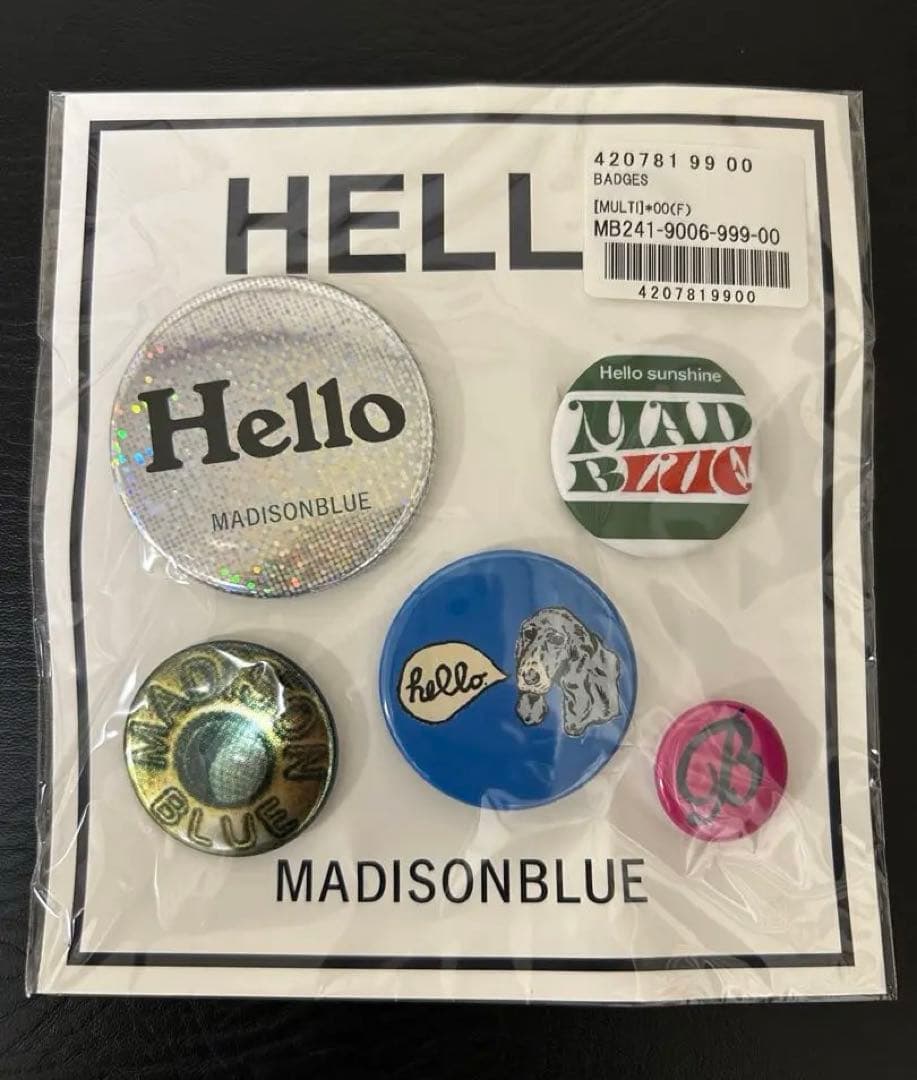 HELL
420781 99 00
BADGES
[MULTI]*00(F)
MB241-9006-999-00
4207819900
Hello
MADISONBLUE
Hello sunshine
MAD
BLUE
hello.
MADISON
BLUE
B
MADISONBLUE